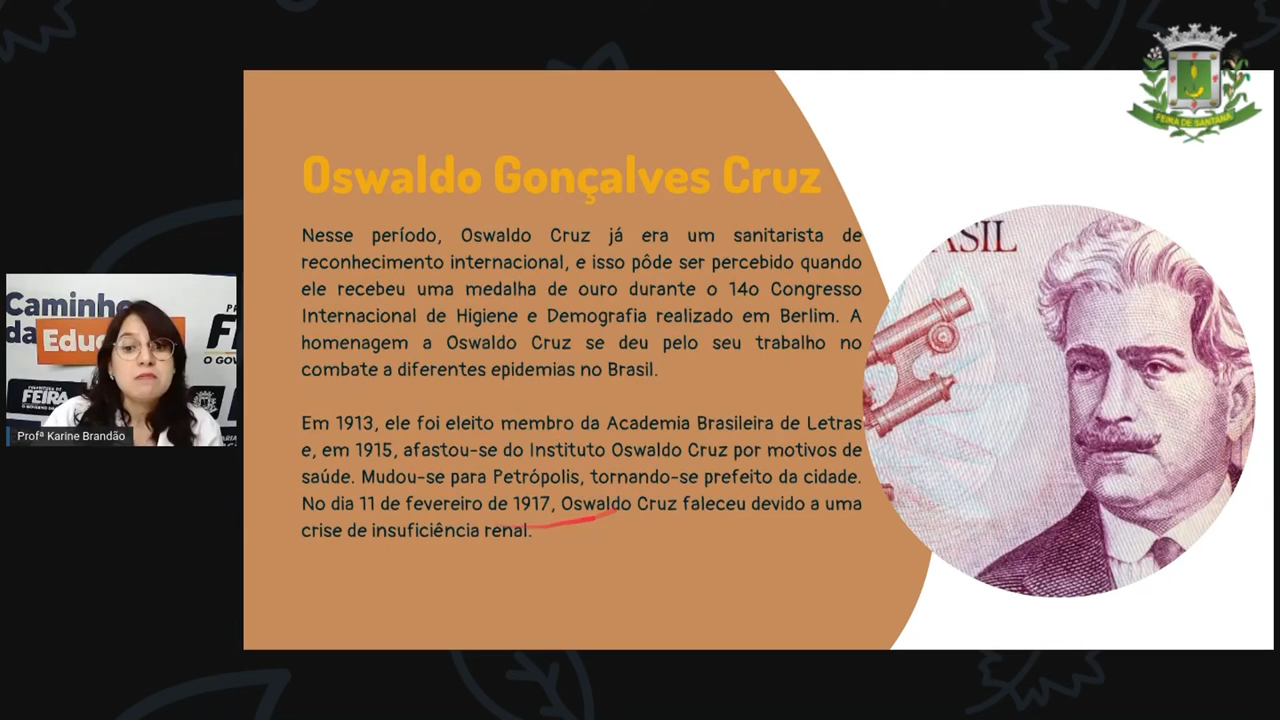 FEIRA DE SANTANA
Oswaldo Gonçalves Cruz
Nesse período, Oswaldo Cruz já era um sanitarista de
reconhecimento internacional, e isso pôde ser percebido quando
ele recebeu uma medalha de ouro durante o 14o Congresso
Internacional de Higiene e Demografia realizado em Berlim. A
homenagem a Oswaldo Cruz se deu pelo seu trabalho no
combate a diferentes epidemias no Brasil.
Em 1913, ele foi eleito membro da Academia Brasileira de Letras
e, em 1915, afastou-se do Instituto Oswaldo Cruz por motivos de
saúde. Mudou-se para Petrópolis, tornando-se prefeito da cidade.
No dia 11 de fevereiro de 1917, Oswaldo Cruz faleceu devido a uma
crise de insuficiência renal.
ASIL
Caminho
da Educ
PREFEITURA DE
FEIRA
O GOV
Profª Karine Brandão